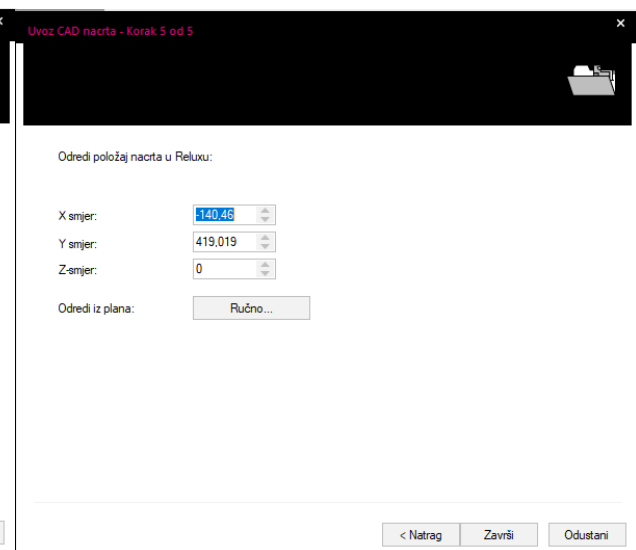 Uvoz CAD nacrta - Korak 5 od 5
Odredi položaj nacrta u Reluxu:
X smjer: -140,46
Y smjer: 419,019
Z-smjer: 0
Odredi iz plana: Ručno...
< Natrag Završi Odustani